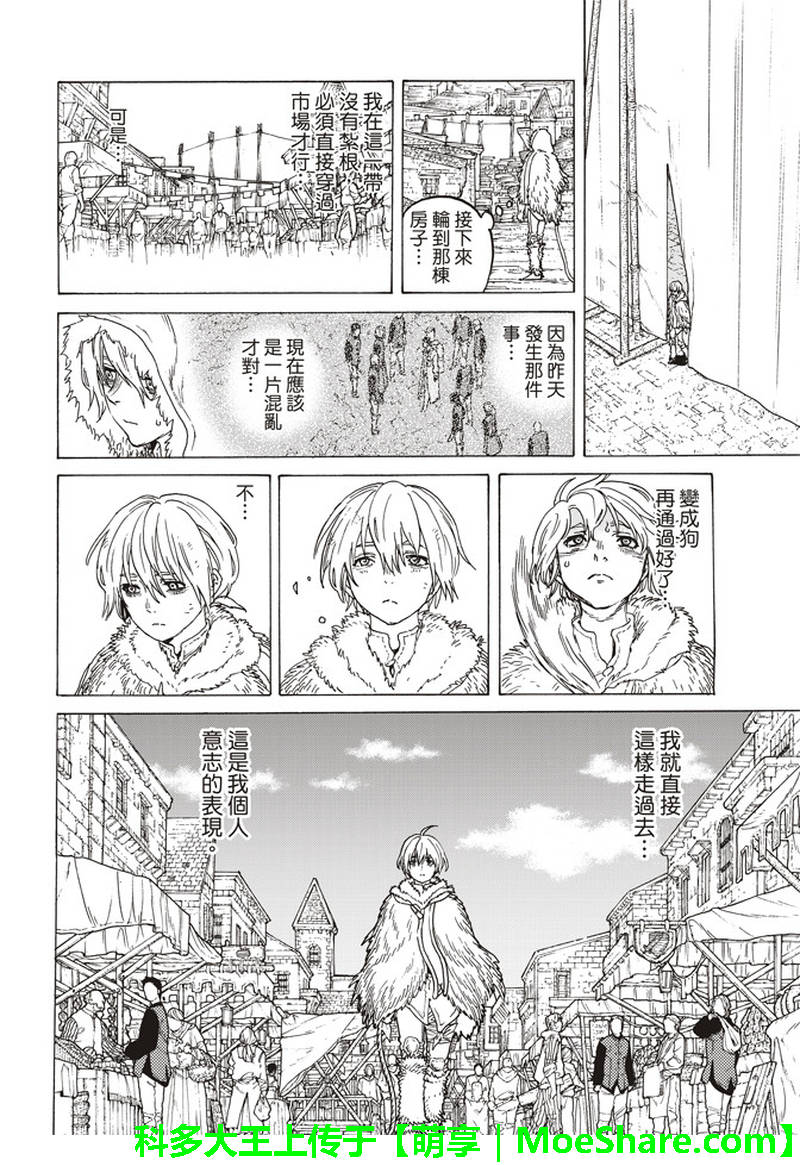 接下來
輪到那棟
房子…
我在這一帶
沒有紮根
必須直接穿過
市場才行…
可是…
因為昨天
發生那件
事…
現在應該
是一片混亂
才對…
變成狗
再通過好了…
不…
我就直接
這樣走過去…
這是我個人
意志的表現。
科多大王上传于【萌享|MoeShare.com】